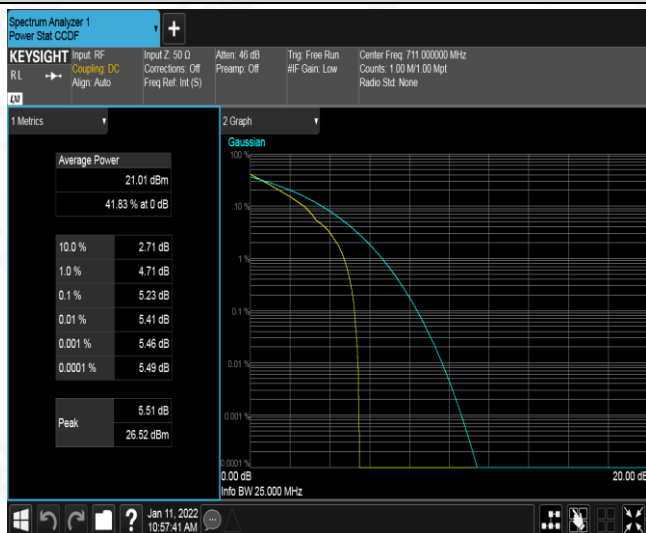 Spectrum Analyzer 1
Power Stat CCDF
+
KEYSIGHT
RL
LXI
Input: RF
Coupling: DC
Align: Auto
Input Z: 50 Ω
Corrections: Off
Freq Ref: Int (S)
Atten: 46 dB
Preamp: Off
Trig: Free Run
#IF Gain: Low
Center Freq: 711.000000 MHz
Counts: 1.00 M/1.00 Mpt
Radio Std: None
1 Metrics
Average Power
21.01 dBm
41.83 % at 0 dB
10.0 % 2.71 dB
1.0 % 4.71 dB
0.1 % 5.23 dB
0.01 % 5.41 dB
0.001 % 5.46 dB
0.0001 % 5.49 dB
Peak
5.51 dB
26.52 dBm
2 Graph
Gaussian
100 %
10 %
1 %
0.1 %
0.01 %
0.001 %
0.0001 %
0.00 dB
20.00 dB
Info BW 25.000 MHz
?
Jan 11, 2022
10:57:41 AM